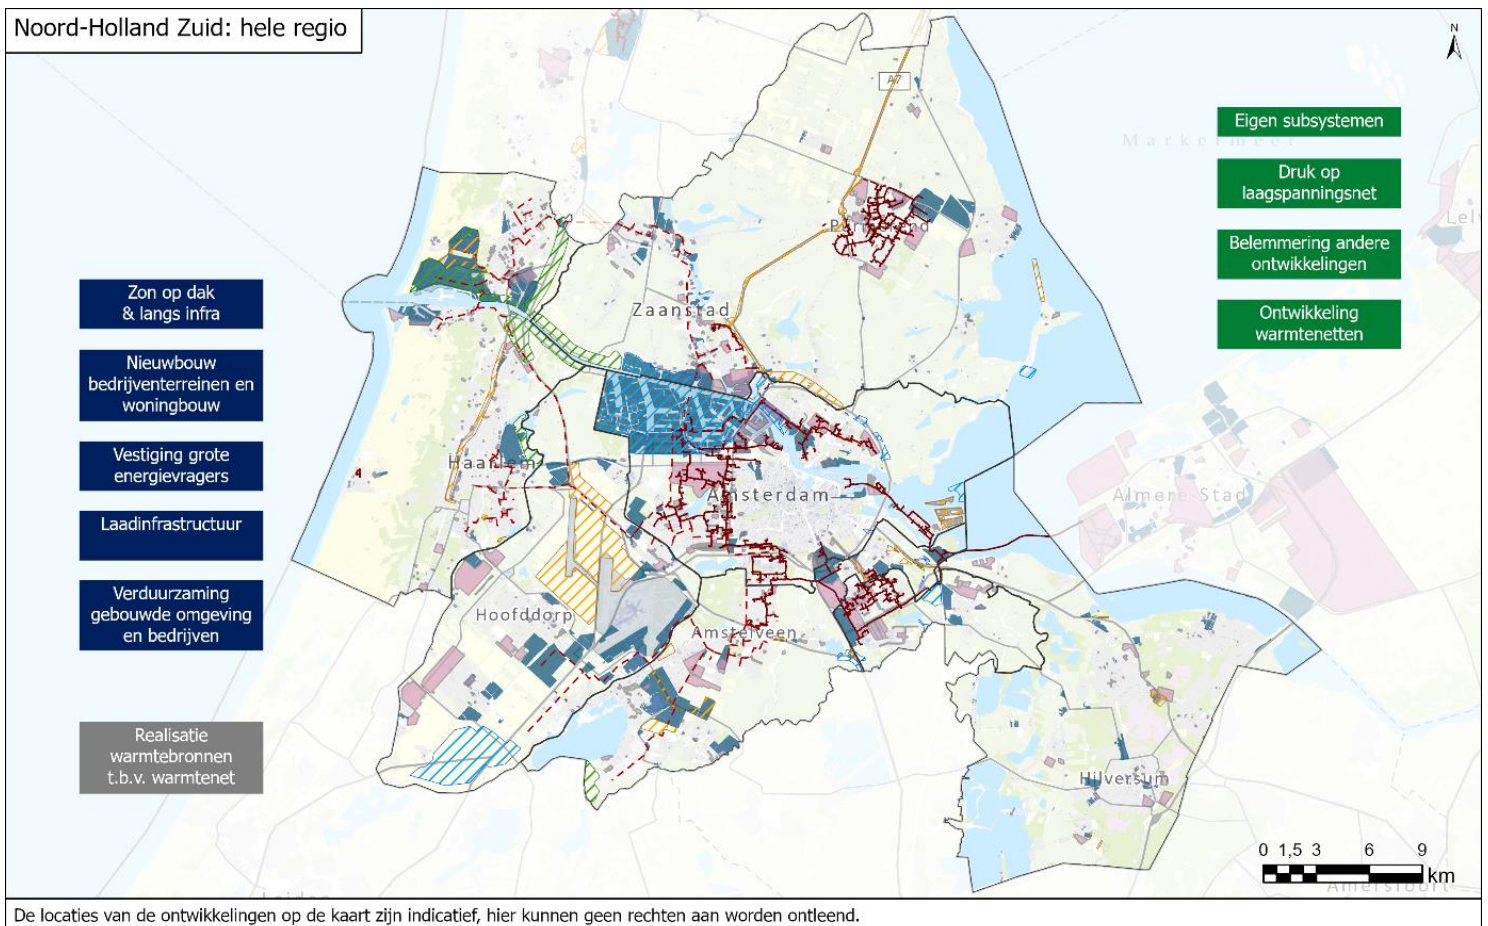 Noord-Holland Zuid: hele regio
N
A7
Markermeer
Eigen subsystemen
Druk op
laagspanningsnet
Belemmering andere
ontwikkelingen
Ontwikkeling
warmtenetten
Zon op dak
& langs infra
Nieuwbouw
bedrijventerreinen en
woningbouw
Vestiging grote
energievragers
Laadinfrastructuur
Verduurzaming
gebouwde omgeving
en bedrijven
Realisatie
warmtebronnen
t.b.v. warmtenet
Zaanstad
Haarlem
Amsterdam
Almere-Stad
Hoofddorp
Amstelveen
Hilversum
0 1,5 3 6 9
km
Amersfoort
De locaties van de ontwikkelingen op de kaart zijn indicatief, hier kunnen geen rechten aan worden ontleend.